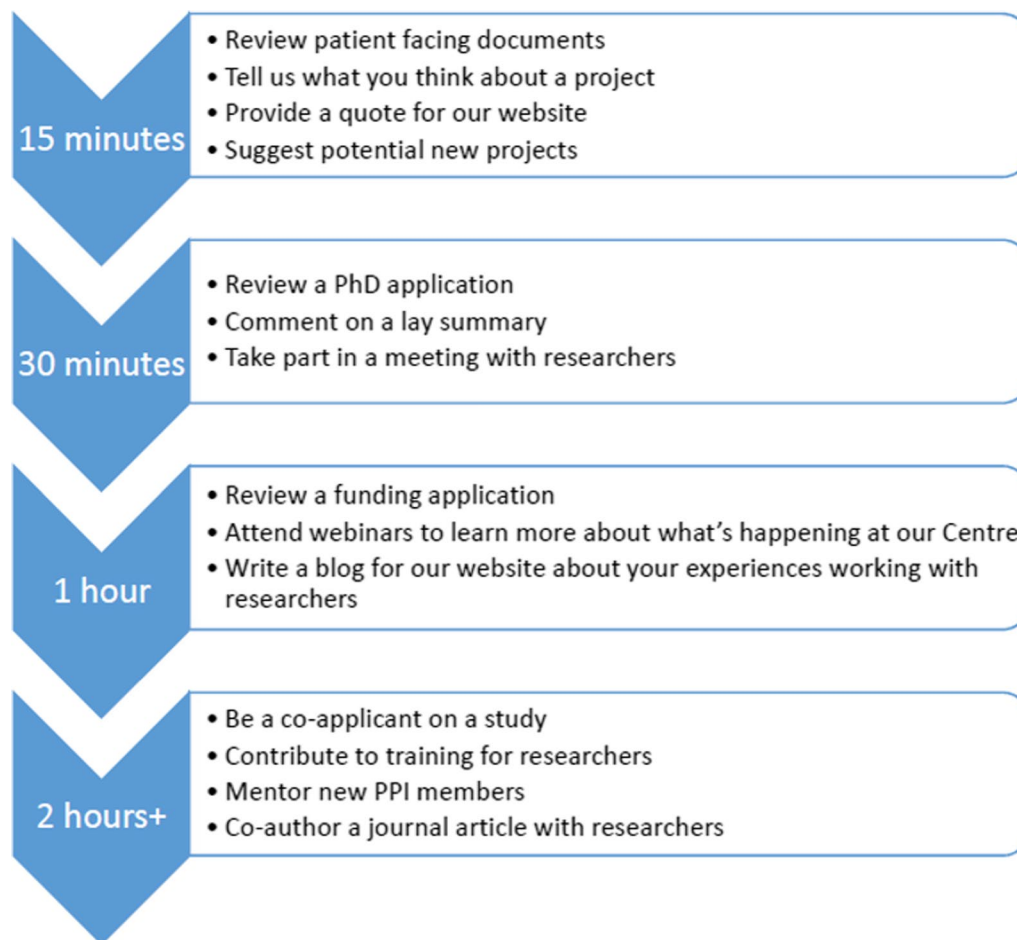 15 minutes
• Review patient facing documents
• Tell us what you think about a project
• Provide a quote for our website
• Suggest potential new projects
30 minutes
• Review a PhD application
• Comment on a lay summary
• Take part in a meeting with researchers
1 hour
• Review a funding application
• Attend webinars to learn more about what's happening at our Centre
• Write a blog for our website about your experiences working with
researchers
2 hours+
• Be a co-applicant on a study
• Contribute to training for researchers
• Mentor new PPI members
• Co-author a journal article with researchers